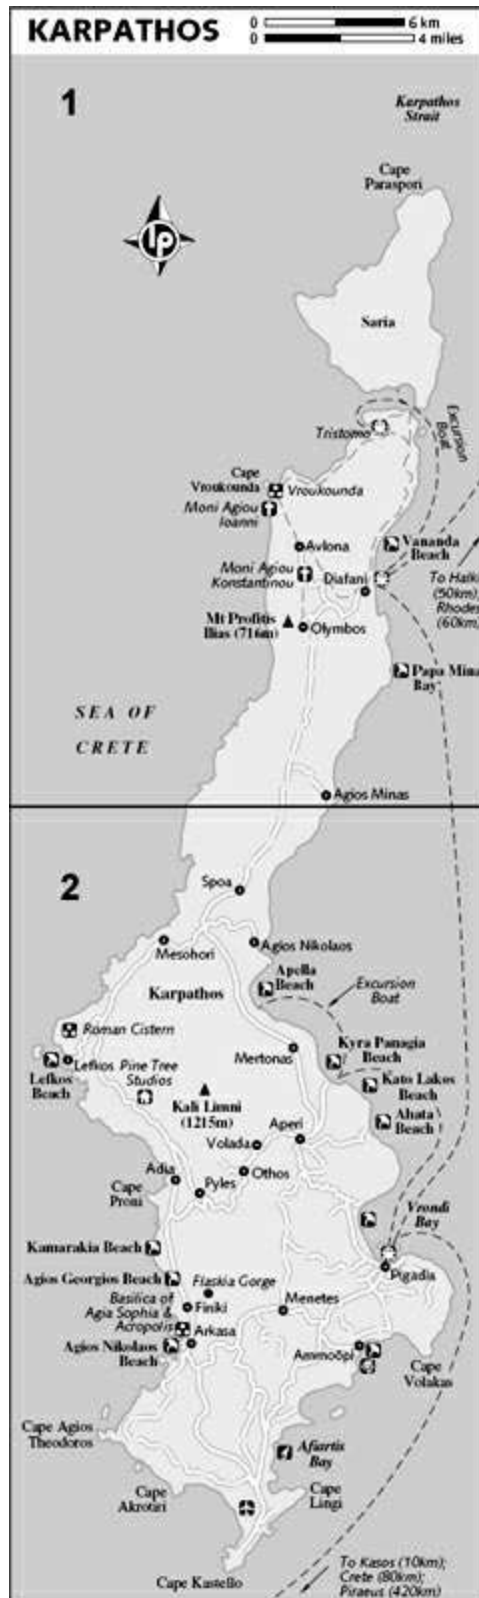 KARPATHOS
0 6 km
0 4 miles
1
Karpathos
Strait
Cape
Paraspori
lp
Saria
Tristomo
Excursion
Boat
Cape
Vroukounda
Vroukounda
Moni Agiou
Ioanni
Avlona
Vananda
Beach
Moni Agiou
Konstantinou
Diafani
To Halki
(50km);
Rhodes
(60km)
Mt Profitis
Ilias (716m)
Olymbos
Papa Mina
Bay
SEA OF
CRETE
Agios Minas
2
Spoa
Mesohori
Agios Nikolaos
Apella
Beach
Karpathos
Excursion
Boat
Roman Cistern
Mertonas
Kyra Panagia
Beach
Lefkos
Lefkos
Beach
Pine Tree
Studios
Kato Lakos
Beach
Kali Limni
(1215m)
Ahata
Beach
Aperi
Volada
Othos
Adia
Pyles
Cape
Proni
Vrondi
Bay
Kamarakia Beach
Pigadia
Agios Georgios Beach
Flaskia Gorge
Basilica of
Agia Sophia &
Acropolis
Finiki
Menetes
Arkasa
Agios Nikolaos
Beach
Ammoöpi
Cape
Volakas
Cape Agios
Theodoros
Afiartis
Bay
Cape
Akrotiri
Cape
Lingi
Cape Kastello
To Kasos (10km);
Crete (80km);
Piraeus (420km)